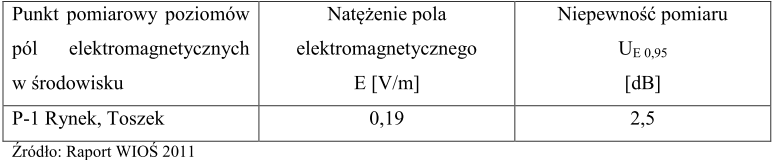 Punkt pomiarowy poziomów
pól elektromagnetycznych
w środowisku
Natężenie pola
elektromagnetycznego
E [V/m]
Niepewność pomiaru
U E 0,95
[dB]
P-1 Rynek, Toszek
0,19
2,5
Źródło: Raport WIOŚ 2011